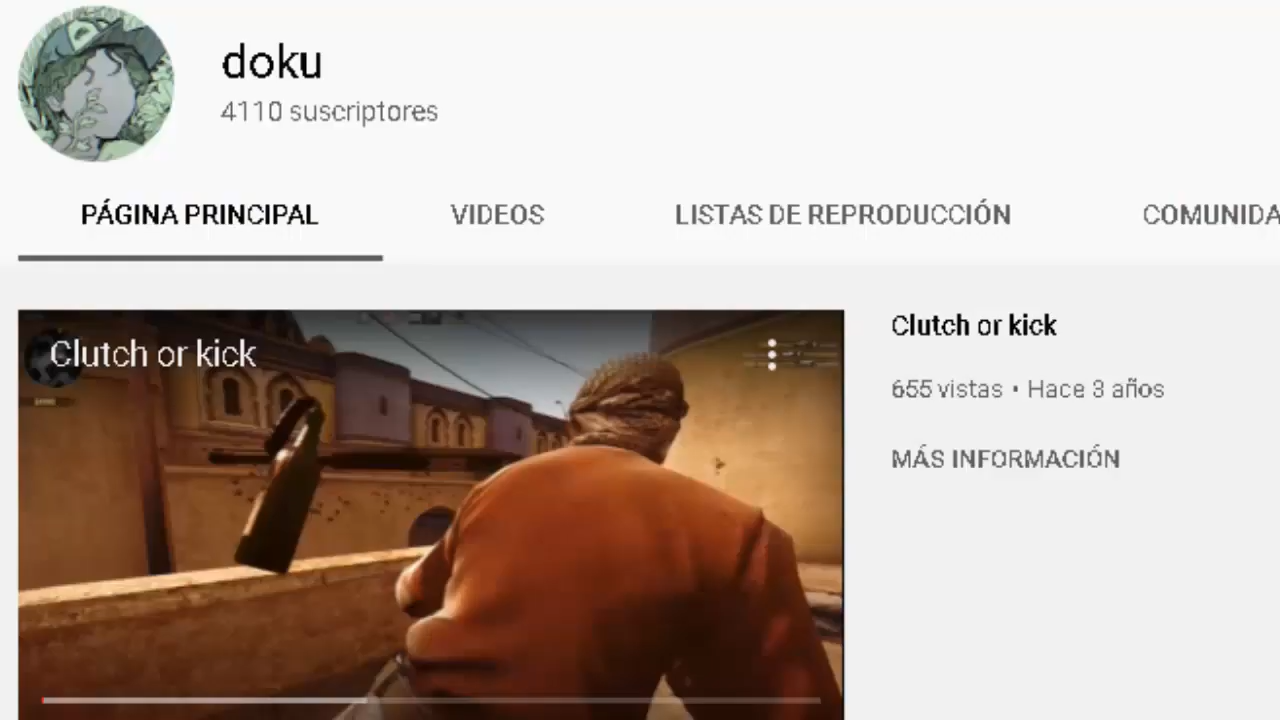 doku
4110 suscriptores
PÁGINA PRINCIPAL VIDEOS LISTAS DE REPRODUCCIÓN COMUNIDA
Clutch or kick
Clutch or kick
655 vistas • Hace 3 años
MÁS INFORMACIÓN